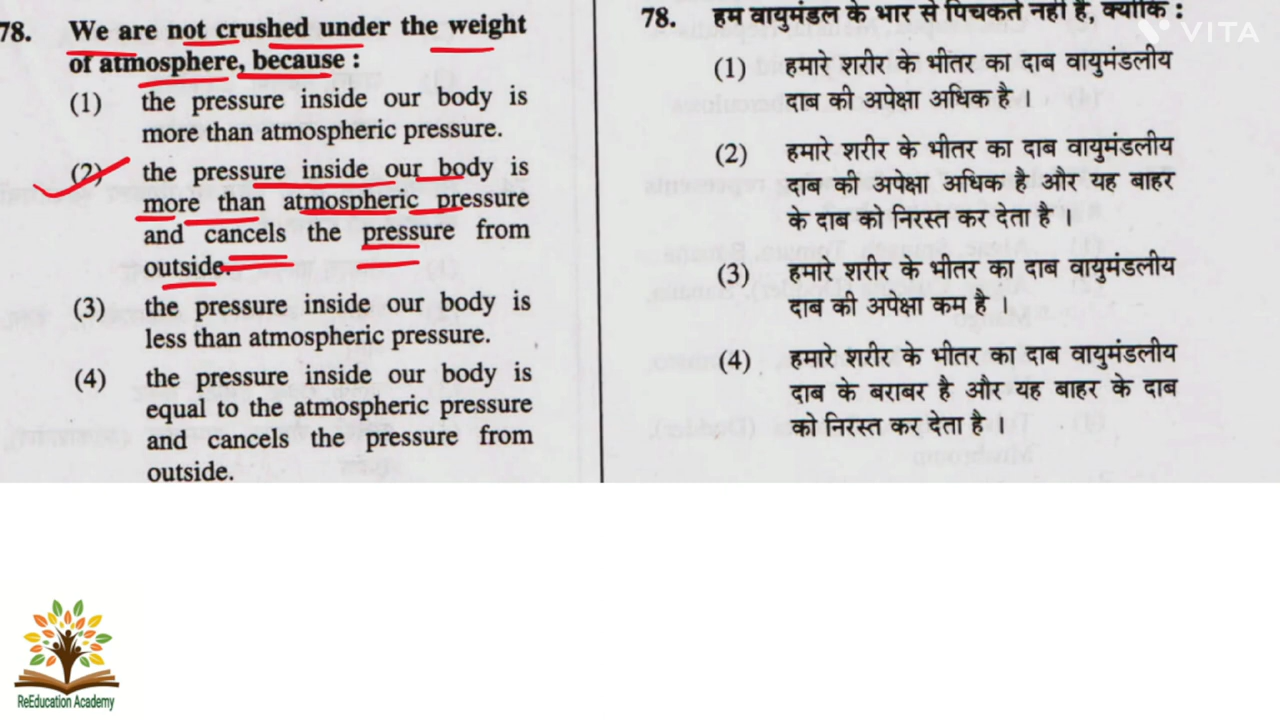 78. We are not crushed under the weight
of atmosphere, because :
(1) the pressure inside our body is
more than atmospheric pressure.
(2) the pressure inside our body is
more than atmospheric pressure
and cancels the pressure from
outside.
(3) the pressure inside our body is
less than atmospheric pressure.
(4) the pressure inside our body is
equal to the atmospheric pressure
and cancels the pressure from
outside.
78. हम वायुमंडल के भार से पिचकते नहीं है, क्योंकि :
(1) हमारे शरीर के भीतर का दाब वायुमंडलीय
दाब की अपेक्षा अधिक है ।
(2) हमारे शरीर के भीतर का दाब वायुमंडलीय
दाब की अपेक्षा अधिक है और यह बाहर
के दाब को निरस्त कर देता है ।
(3) हमारे शरीर के भीतर का दाब वायुमंडलीय
दाब की अपेक्षा कम है ।
(4) हमारे शरीर के भीतर का दाब वायुमंडलीय
दाब के बराबर है और यह बाहर के दाब
को निरस्त कर देता है ।
VITA
ReEducation Academy